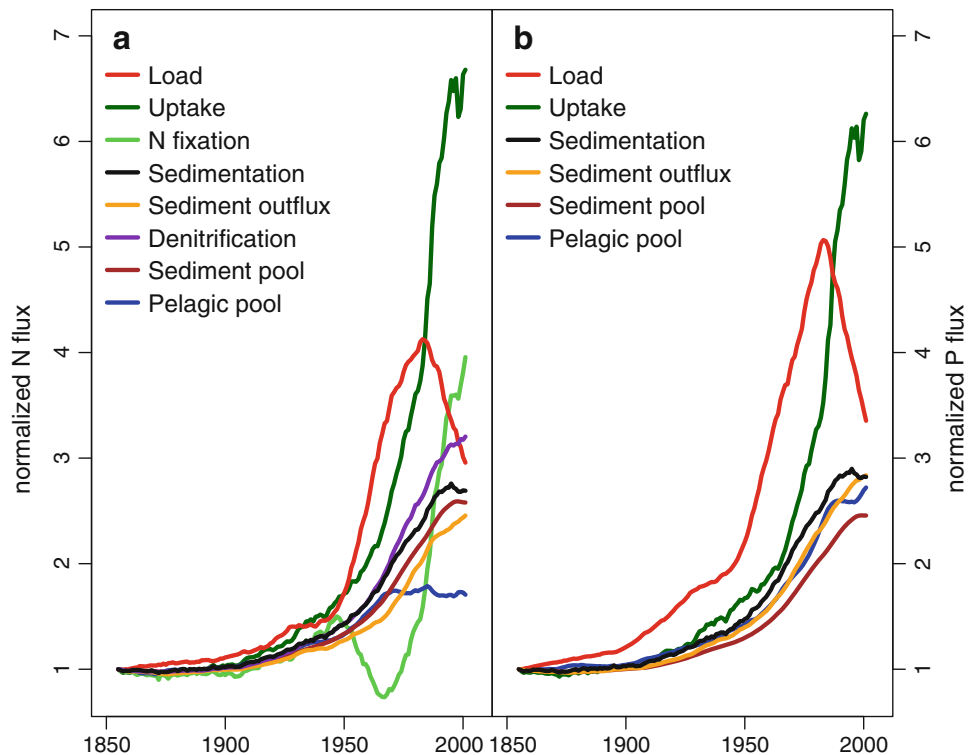 a
Load
Uptake
N fixation
Sedimentation
Sediment outflux
Denitrification
Sediment pool
Pelagic pool
normalized N flux
7
6
5
4
3
2
1
1850 1900 1950 2000
b
Load
Uptake
Sedimentation
Sediment outflux
Sediment pool
Pelagic pool
7
6
5
4
3
2
1
normalized P flux
1850 1900 1950 2000